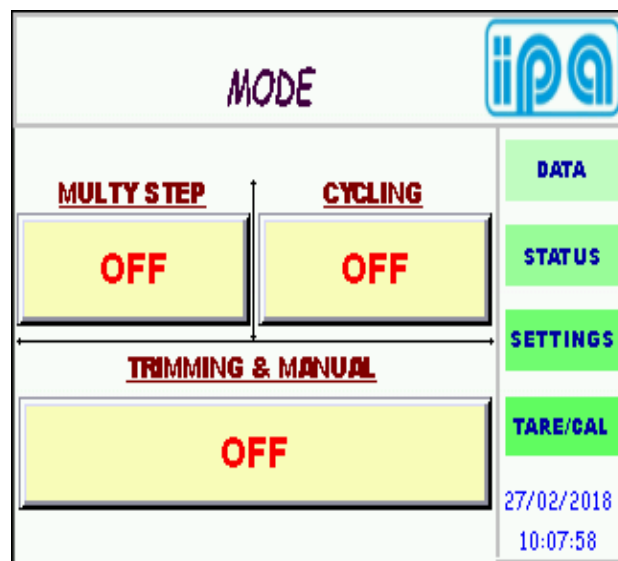 MODE
iipa
MULTY STEP
CYCLING
OFF
OFF
TRIMMING & MANUAL
OFF
DATA
STATUS
SETTINGS
TARE/CAL
27/02/2018
10:07:58